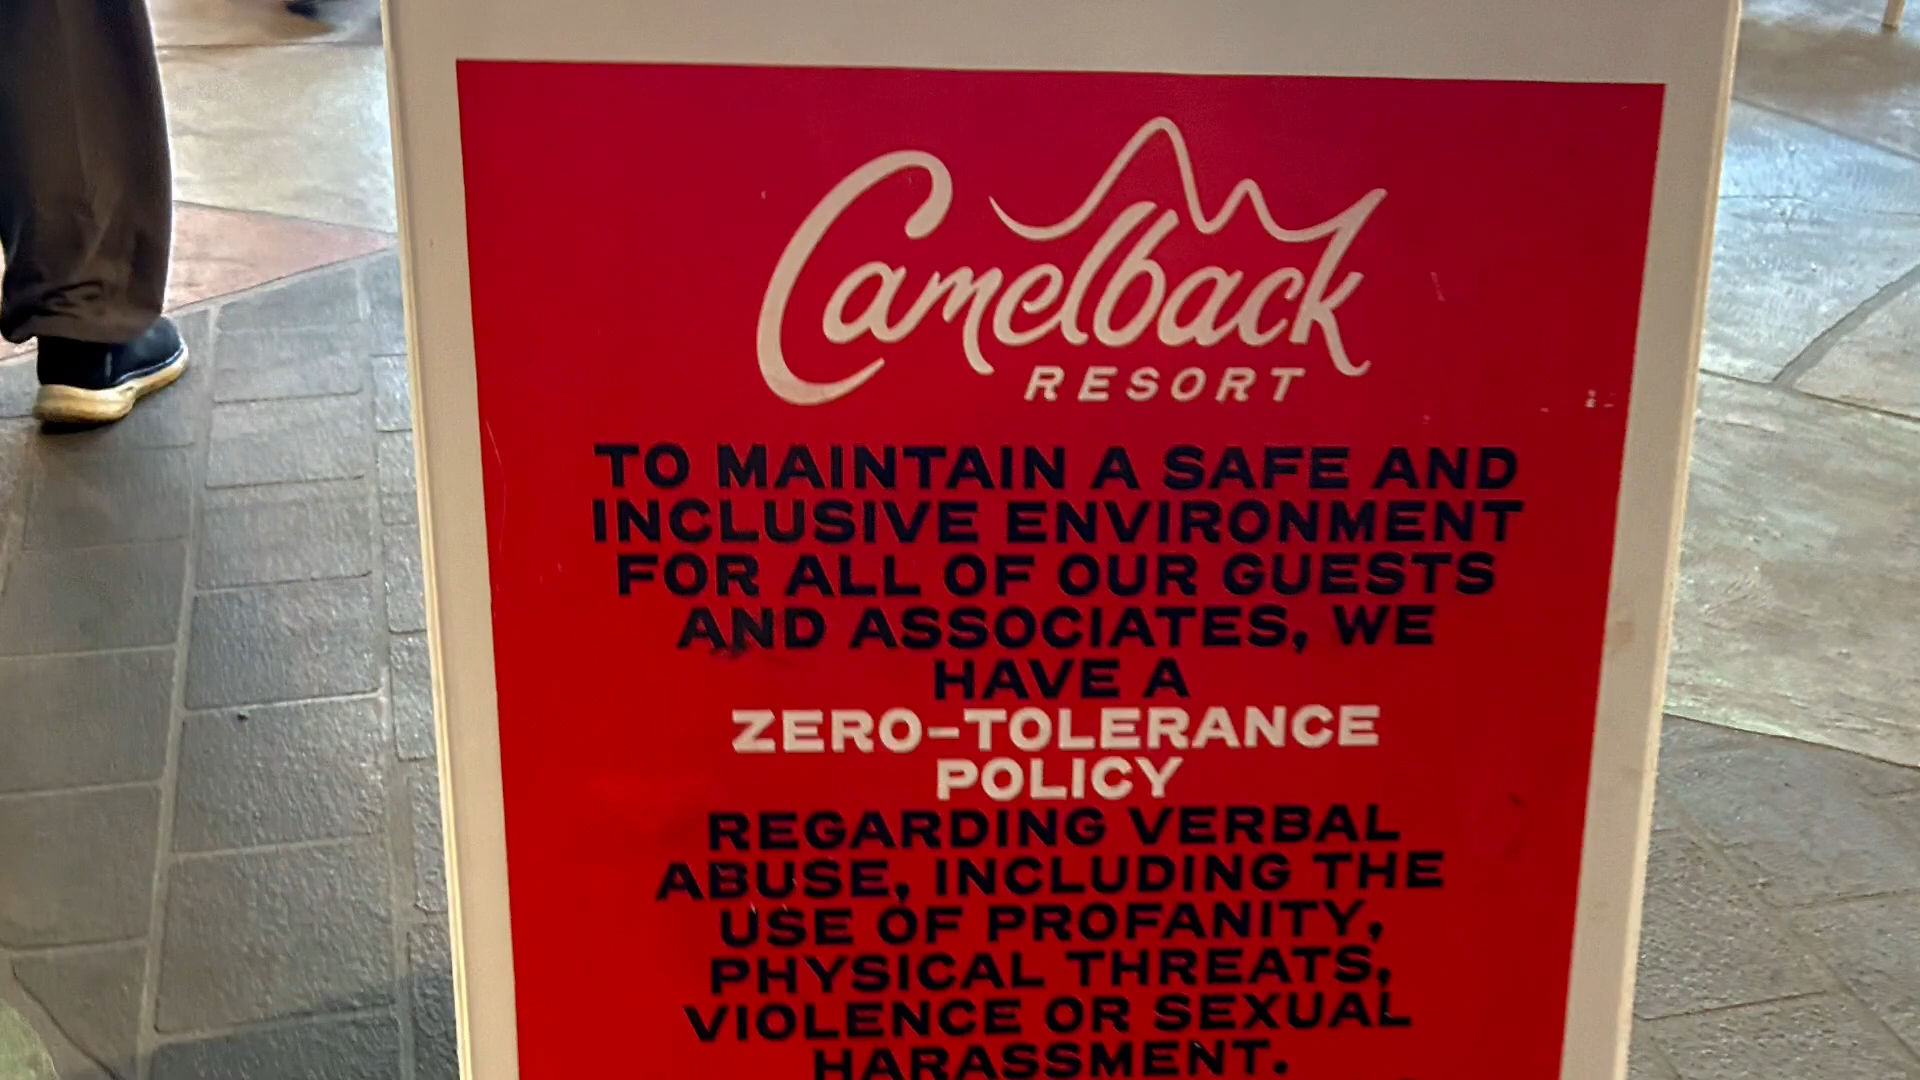 Camelback
RESORT
TO MAINTAIN A SAFE AND
INCLUSIVE ENVIRONMENT
FOR ALL OF OUR GUESTS
AND ASSOCIATES, WE
HAVE A
ZERO-TOLERANCE
POLICY
REGARDING VERBAL
ABUSE, INCLUDING THE
USE OF PROFANITY,
PHYSICAL THREATS,
VIOLENCE OR SEXUAL
HARASSMENT.